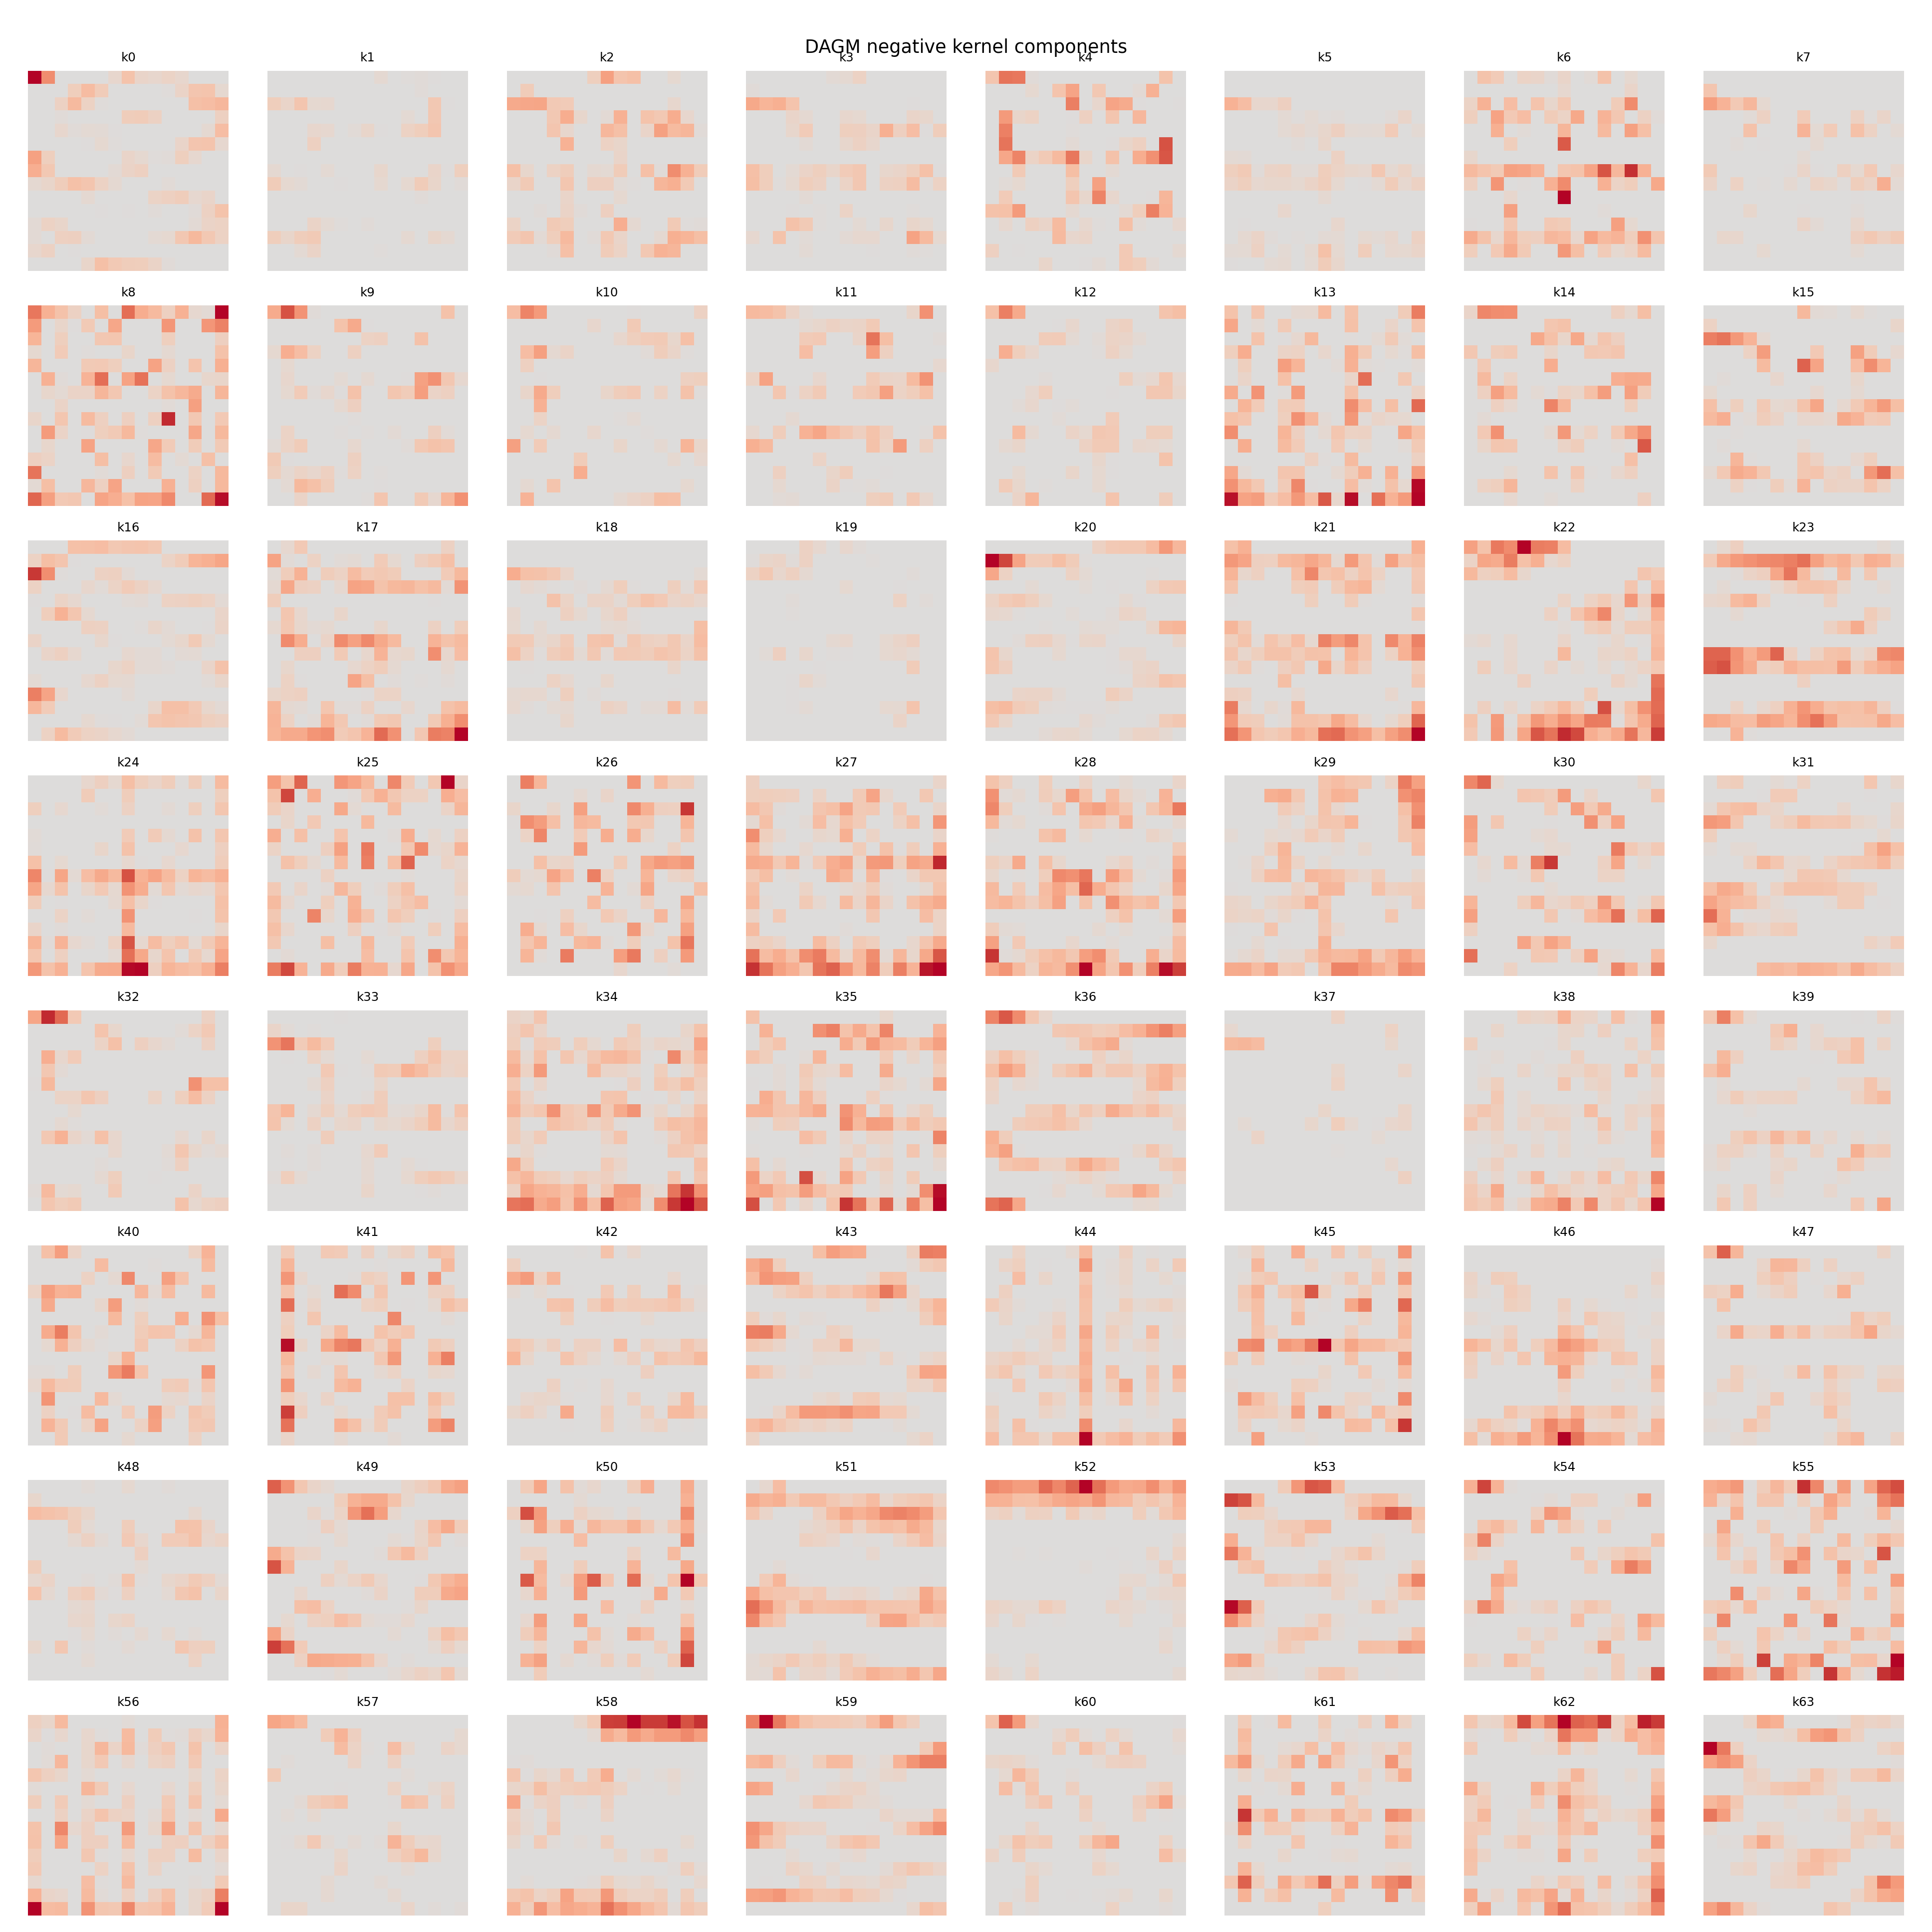 DAGM negative kernel components
k0 k1 k2 k3 k4 k5 k6 k7
k8 k9 k10 k11 k12 k13 k14 k15
k16 k17 k18 k19 k20 k21 k22 k23
k24 k25 k26 k27 k28 k29 k30 k31
k32 k33 k34 k35 k36 k37 k38 k39
k40 k41 k42 k43 k44 k45 k46 k47
k48 k49 k50 k51 k52 k53 k54 k55
k56 k57 k58 k59 k60 k61 k62 k63